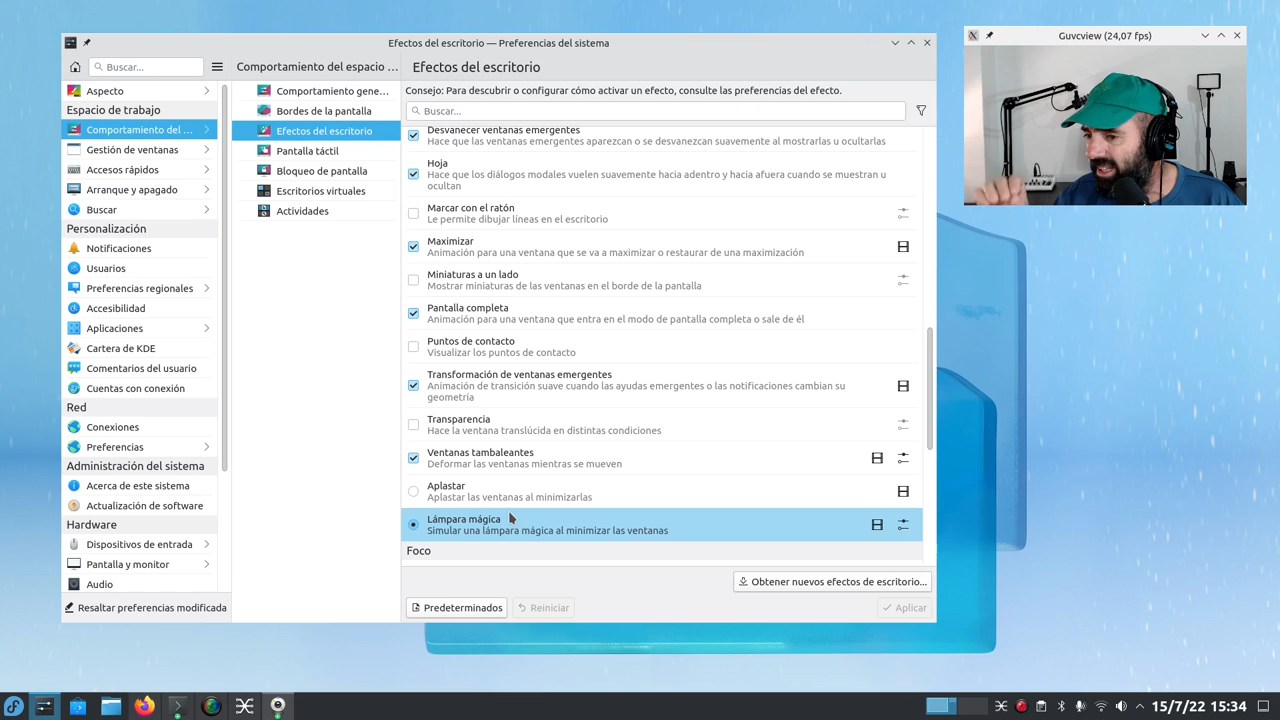 Efectos del escritorio — Preferencias del sistema
Buscar...
Comportamiento del espacio ...
Efectos del escritorio
Aspecto
Espacio de trabajo
Comportamiento del ...
Gestión de ventanas
Accesos rápidos
Arranque y apagado
Buscar
Personalización
Notificaciones
Usuarios
Preferencias regionales
Accesibilidad
Aplicaciones
Cartera de KDE
Comentarios del usuario
Cuentas con conexión
Red
Conexiones
Preferencias
Administración del sistema
Acerca de este sistema
Actualización de software
Hardware
Dispositivos de entrada
Pantalla y monitor
Audio
Resaltar preferencias modificada
Comportamiento gene...
Bordes de la pantalla
Efectos del escritorio
Pantalla táctil
Bloqueo de pantalla
Escritorios virtuales
Actividades
Consejo: Para descubrir o configurar cómo activar un efecto, consulte las preferencias del efecto.
Buscar...
Desvanecer ventanas emergentes
Hace que las ventanas emergentes aparezcan o se desvanezcan suavemente al mostrarlas u ocultarlas
Hoja
Hace que los diálogos modales vuelen suavemente hacia adentro y hacia afuera cuando se muestran u
ocultan
Marcar con el ratón
Le permite dibujar líneas en el escritorio
Maximizar
Animación para una ventana que se va a maximizar o restaurar de una maximización
Miniaturas a un lado
Mostrar miniaturas de las ventanas en el borde de la pantalla
Pantalla completa
Animación para una ventana que entra en el modo de pantalla completa o sale de él
Puntos de contacto
Visualizar los puntos de contacto
Transformación de ventanas emergentes
Animación de transición suave cuando las ayudas emergentes o las notificaciones cambian su
geometría
Transparencia
Hace la ventana translúcida en distintas condiciones
Ventanas tambaleantes
Deformar las ventanas mientras se mueven
Aplastar
Aplastar las ventanas al minimizarlas
Lámpara mágica
Simular una lámpara mágica al minimizar las ventanas
Foco
Obtener nuevos efectos de escritorio...
Predeterminados
Reiniciar
Aplicar
Guvcview (24,07 fps)
15/7/22 15:34